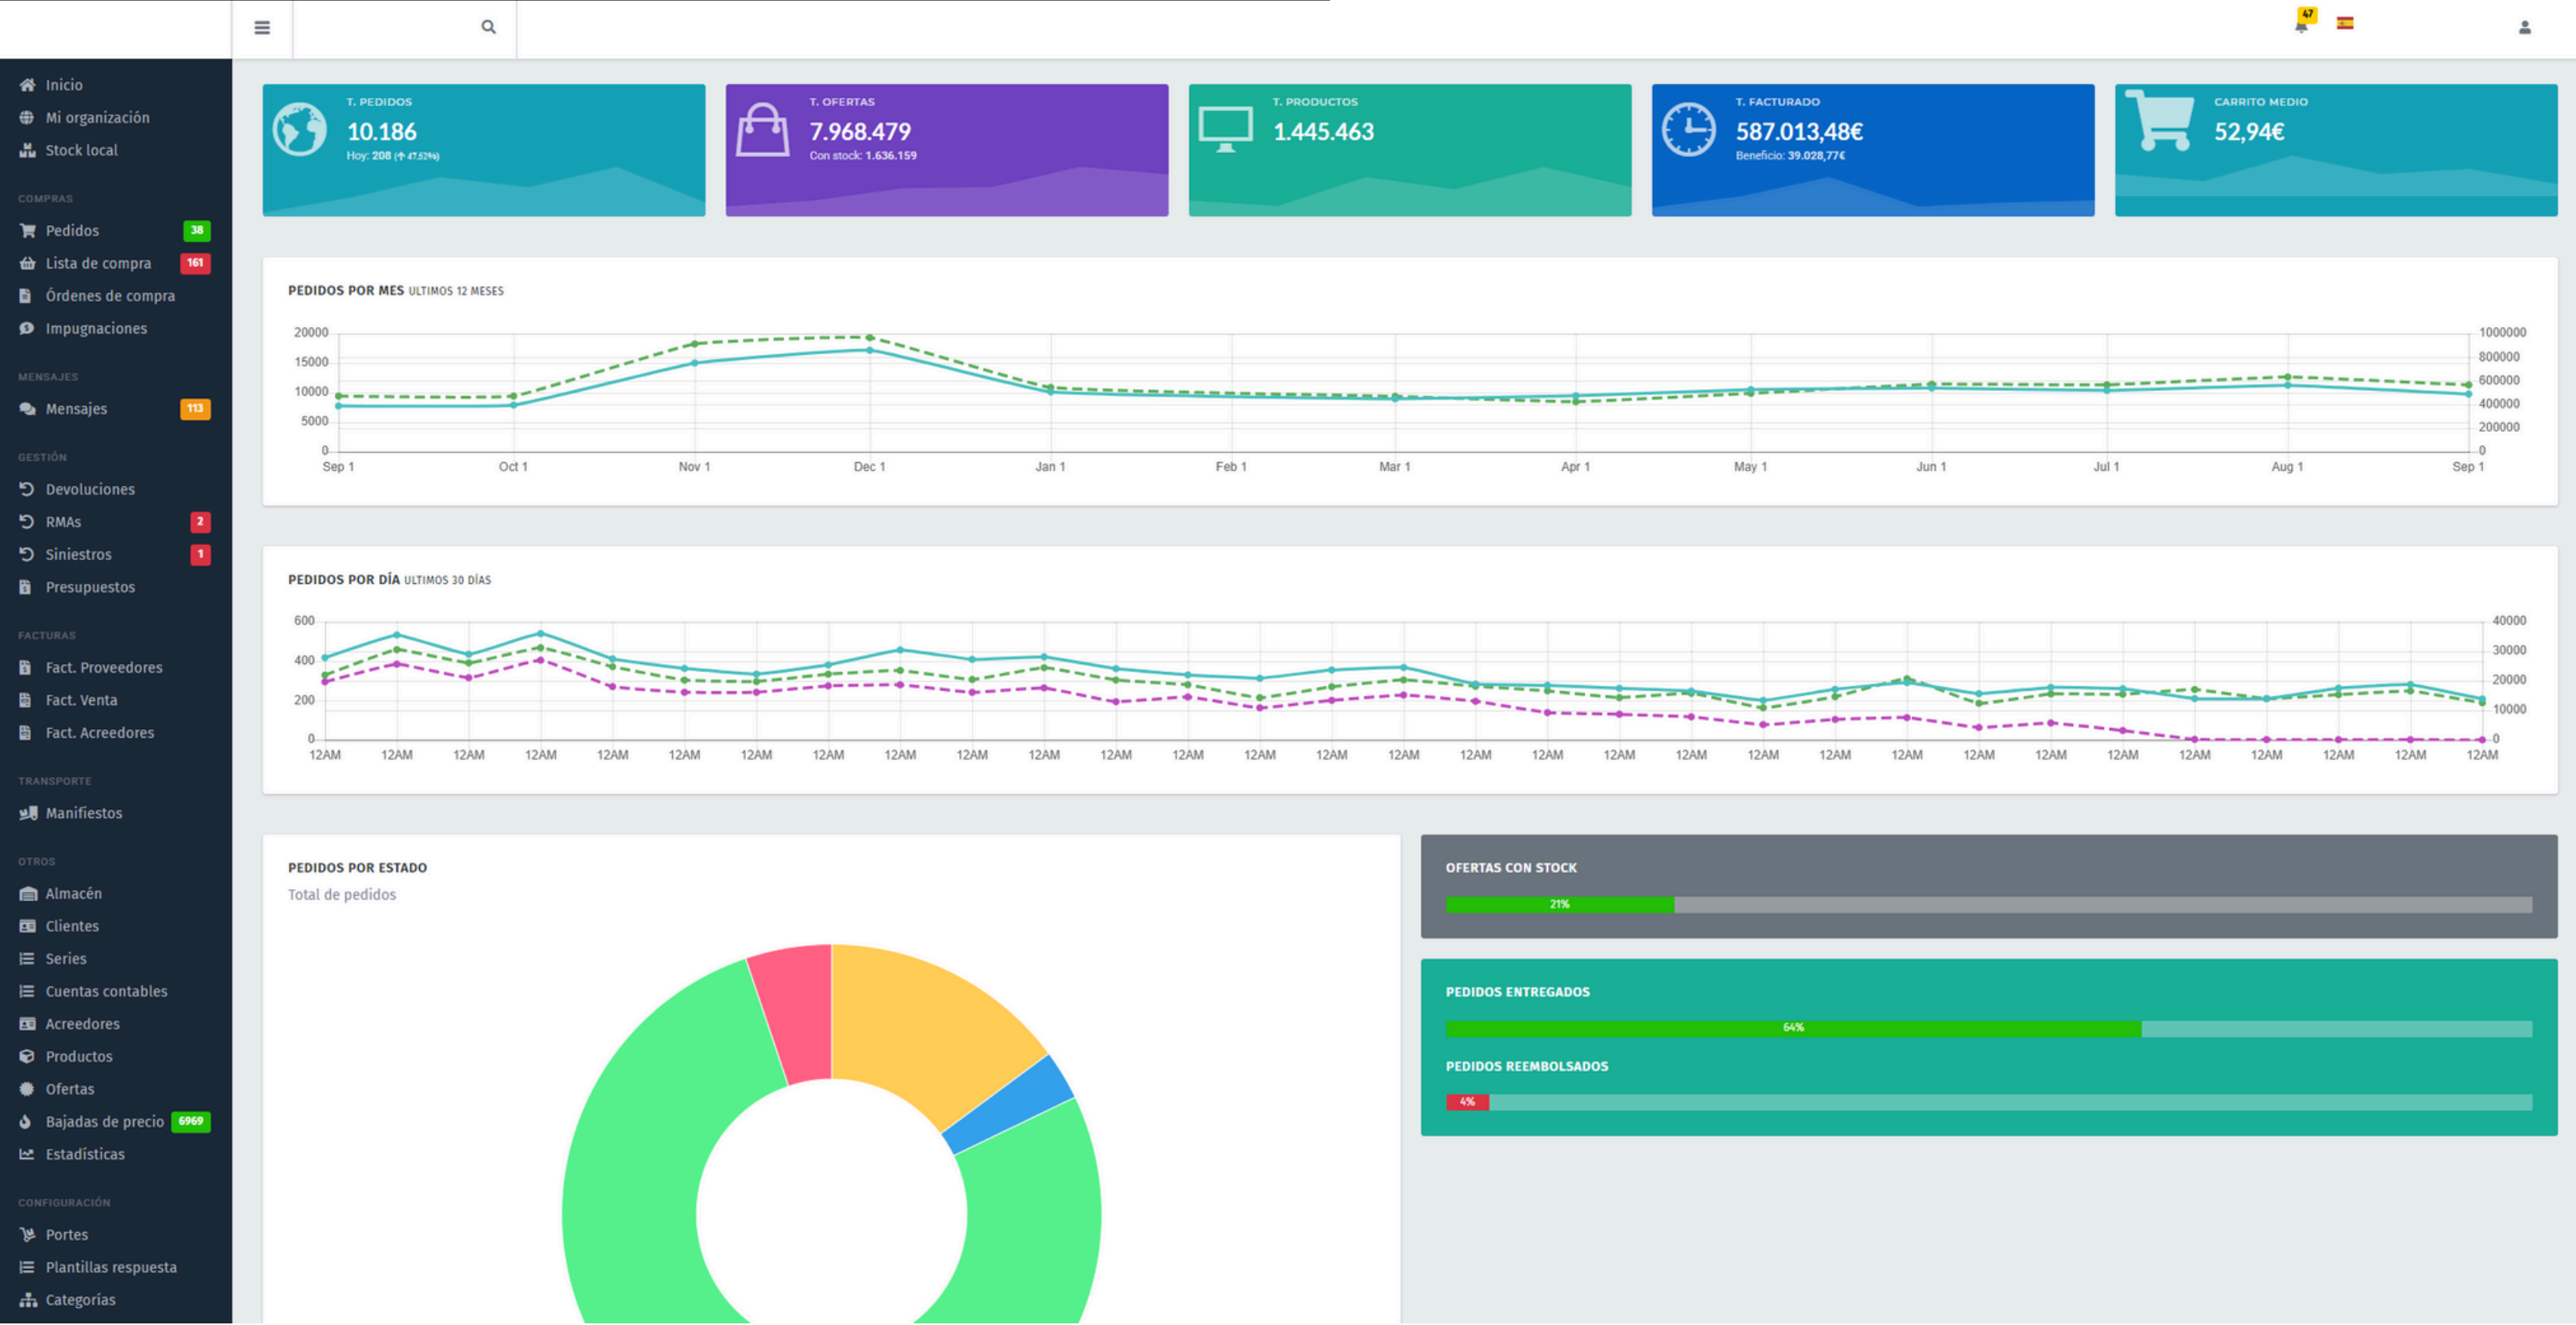 47
Inicio
Mi organización
Stock local
COMPRAS
Pedidos 38
Lista de compra 161
Órdenes de compra
Impugnaciones
MENSAJES
Mensajes 113
GESTIÓN
Devoluciones
RMAs 2
Siniestros 1
Presupuestos
FACTURAS
Fact. Proveedores
Fact. Venta
Fact. Acreedores
TRANSPORTE
Manifiestos
OTROS
Almacén
Clientes
Series
Cuentas contables
Acreedores
Productos
Ofertas
Bajadas de precio 6969
Estadísticas
CONFIGURACIÓN
Portes
Plantillas respuesta
Categorías
T. PEDIDOS
10.186
Hoy: 208 (↑ 47.52%)
T. OFERTAS
7.968.479
Con stock: 1.636.159
T. PRODUCTOS
1.445.463
T. FACTURADO
587.013,48€
Beneficio: 39.028,77€
CARRITO MEDIO
52,94€
PEDIDOS POR MES ULTIMOS 12 MESES
20000
15000
10000
5000
0
1000000
800000
600000
400000
200000
0
Sep 1 Oct 1 Nov 1 Dec 1 Jan 1 Feb 1 Mar 1 Apr 1 May 1 Jun 1 Jul 1 Aug 1 Sep 1
PEDIDOS POR DÍA ULTIMOS 30 DÍAS
600
400
200
0
40000
30000
20000
10000
0
12AM 12AM 12AM 12AM 12AM 12AM 12AM 12AM 12AM 12AM 12AM 12AM 12AM 12AM 12AM 12AM 12AM 12AM 12AM 12AM 12AM 12AM 12AM 12AM 12AM 12AM 12AM 12AM 12AM 12AM 12AM
PEDIDOS POR ESTADO
Total de pedidos
OFERTAS CON STOCK
21%
PEDIDOS ENTREGADOS
64%
PEDIDOS REEMBOLSADOS
4%